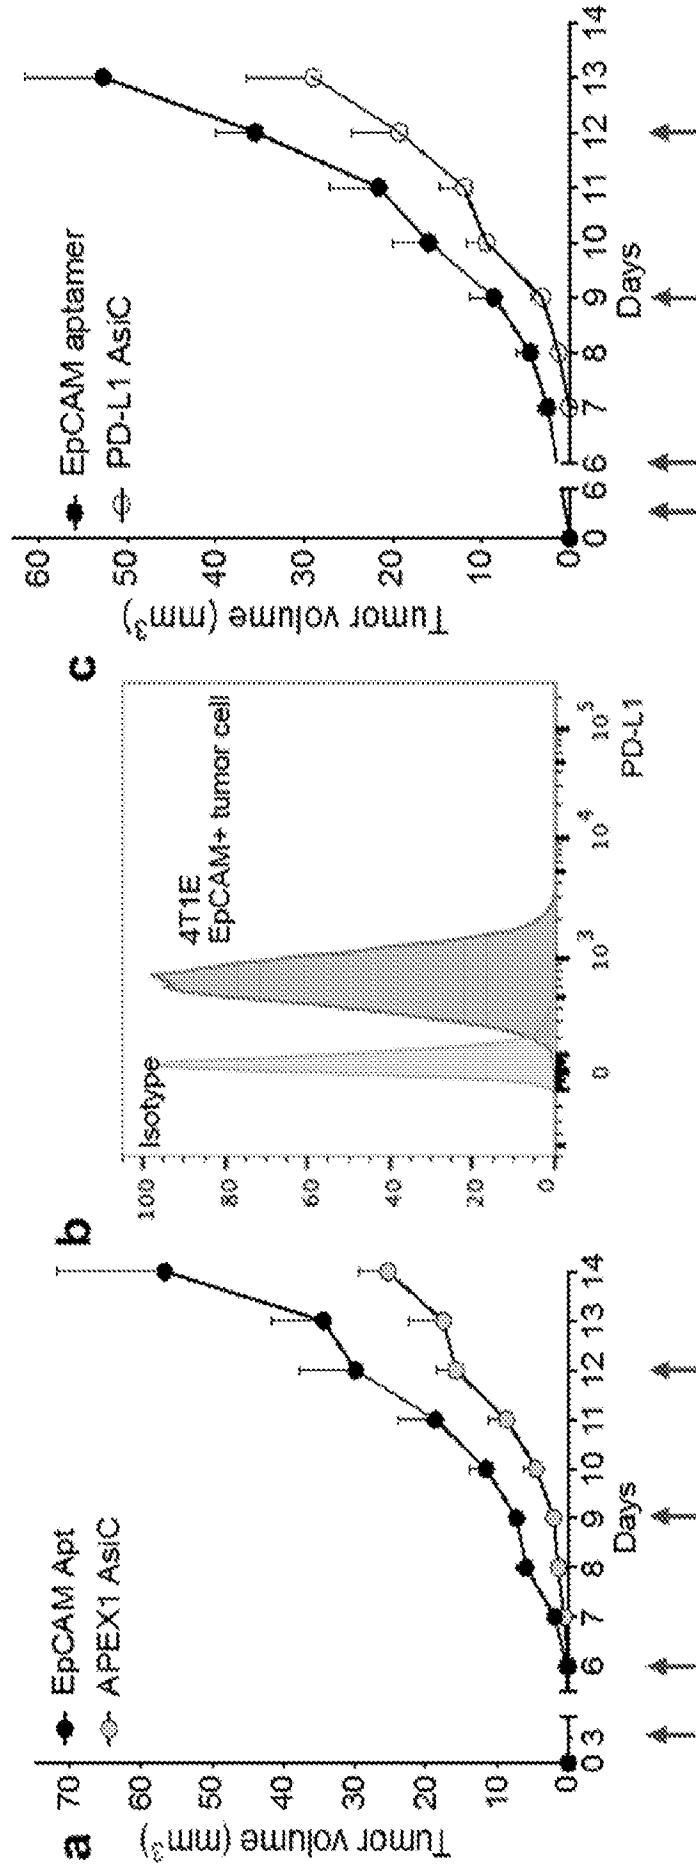 a
Tumor volume (mm³)
70
60
50
40
30
20
10
0
EpCAM Apt
APEX1 AsiC
0 3 6 7 8 9 10 11 12 13 14
Days
b
100
80
60
40
20
0
Isotype
4T1E
EpCAM+ tumor cell
0 10³ 10⁴ 10⁵
PD-L1
c
Tumor volume (mm³)
60
50
40
30
20
10
0
EpCAM aptamer
PD-L1 AsiC
0 6 6 7 8 9 10 11 12 13 14
Days